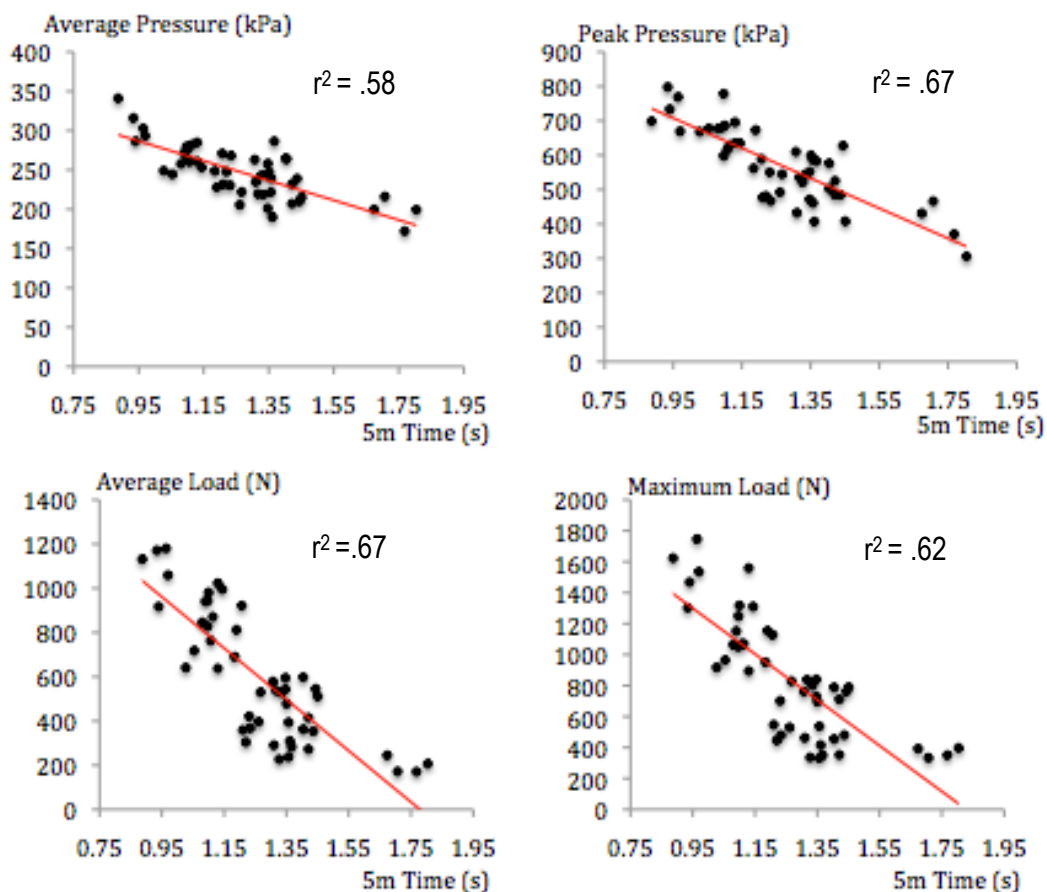 Average Pressure (kPa)
400
350
300
250
200
150
100
50
0
r² = .58
0.75 0.95 1.15 1.35 1.55 1.75 1.95
5m Time (s)
Peak Pressure (kPa)
900
800
700
600
500
400
300
200
100
0
r² = .67
0.75 0.95 1.15 1.35 1.55 1.75 1.95
5m Time (s)
Average Load (N)
1400
1200
1000
800
600
400
200
0
r² =.67
0.75 0.95 1.15 1.35 1.55 1.75 1.95
5m Time (s)
Maximum Load (N)
2000
1800
1600
1400
1200
1000
800
600
400
200
0
r² = .62
0.75 0.95 1.15 1.35 1.55 1.75 1.95
5m Time (s)